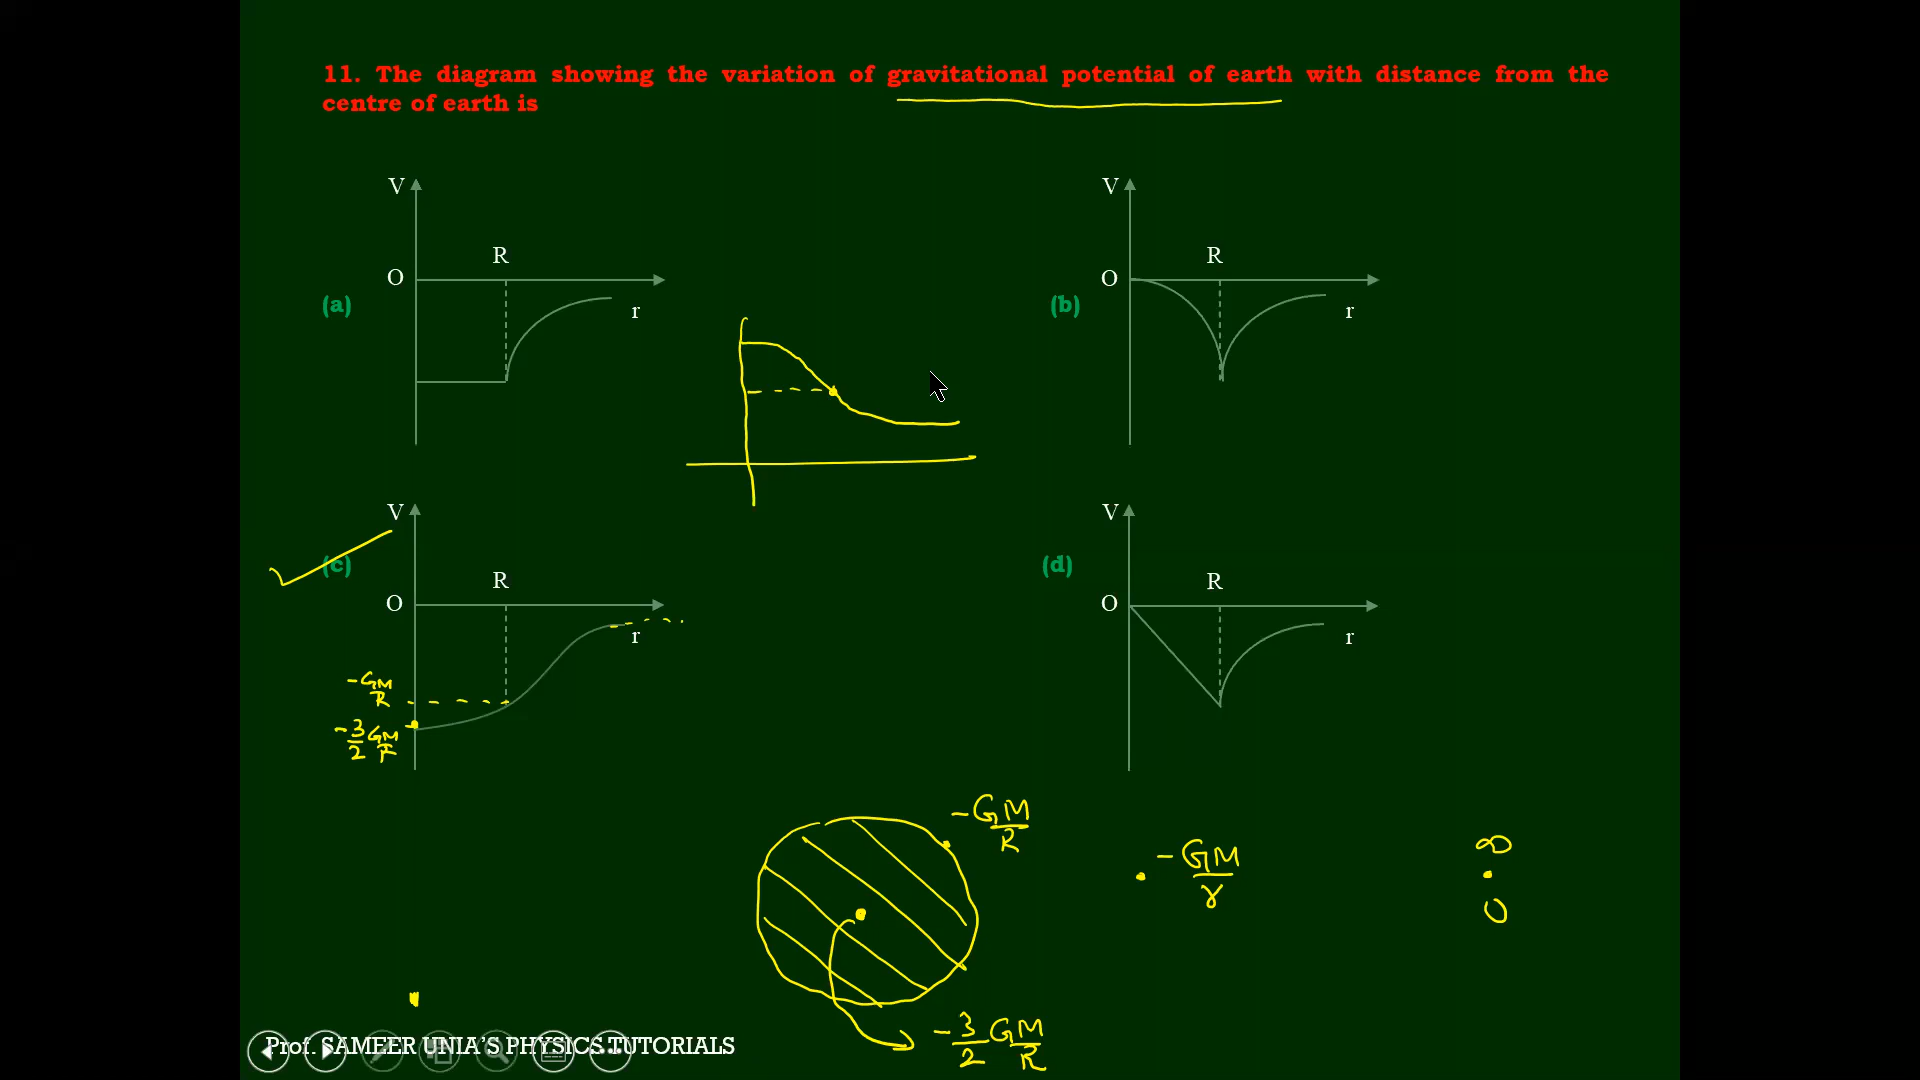 11. The diagram showing the variation of gravitational potential of earth with distance from the
centre of earth is
V
R
O
r
(a)
V
R
O
r
(b)
V
R
O
r
(c)
-GM
R
-3 GM
2
V
R
O
r
(d)
-GM
R
-GM
r
∞
0
-3 GM
2 R
Prof. SAMEER UNIA'S PHYSICS TUTORIALS